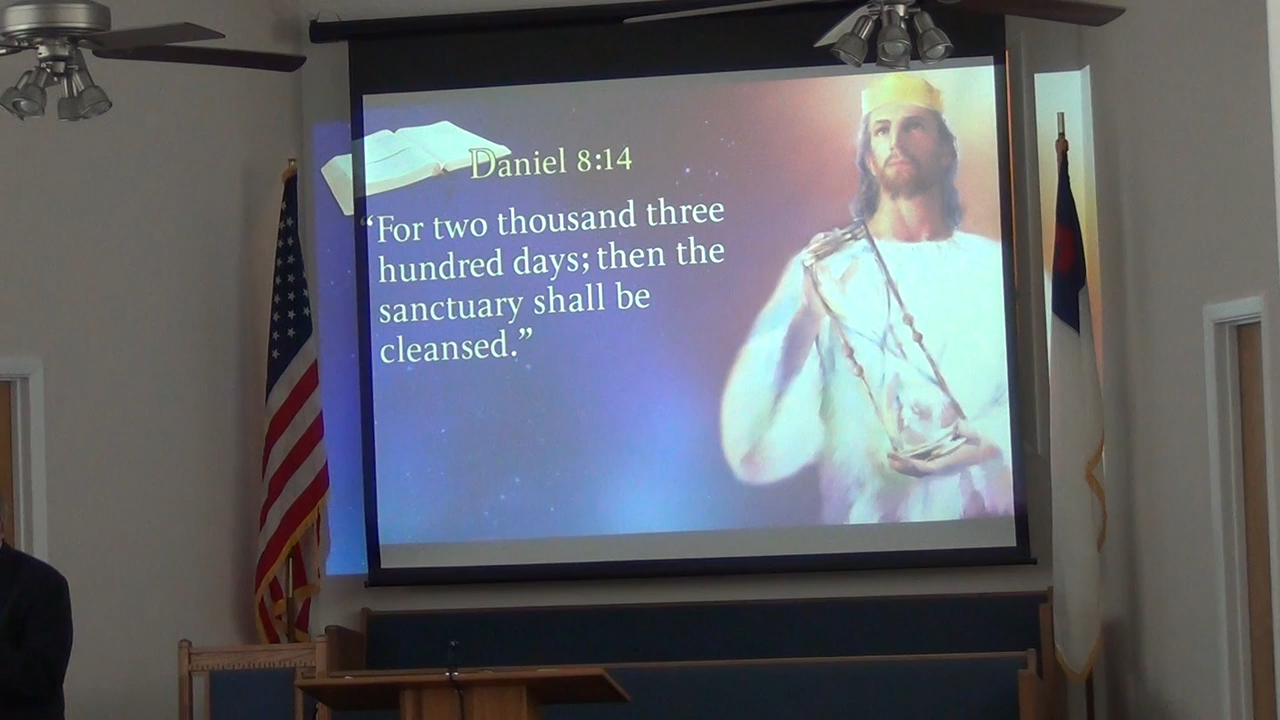 Daniel 8:14
“For two thousand three
hundred days; then the
sanctuary shall be
cleansed.”